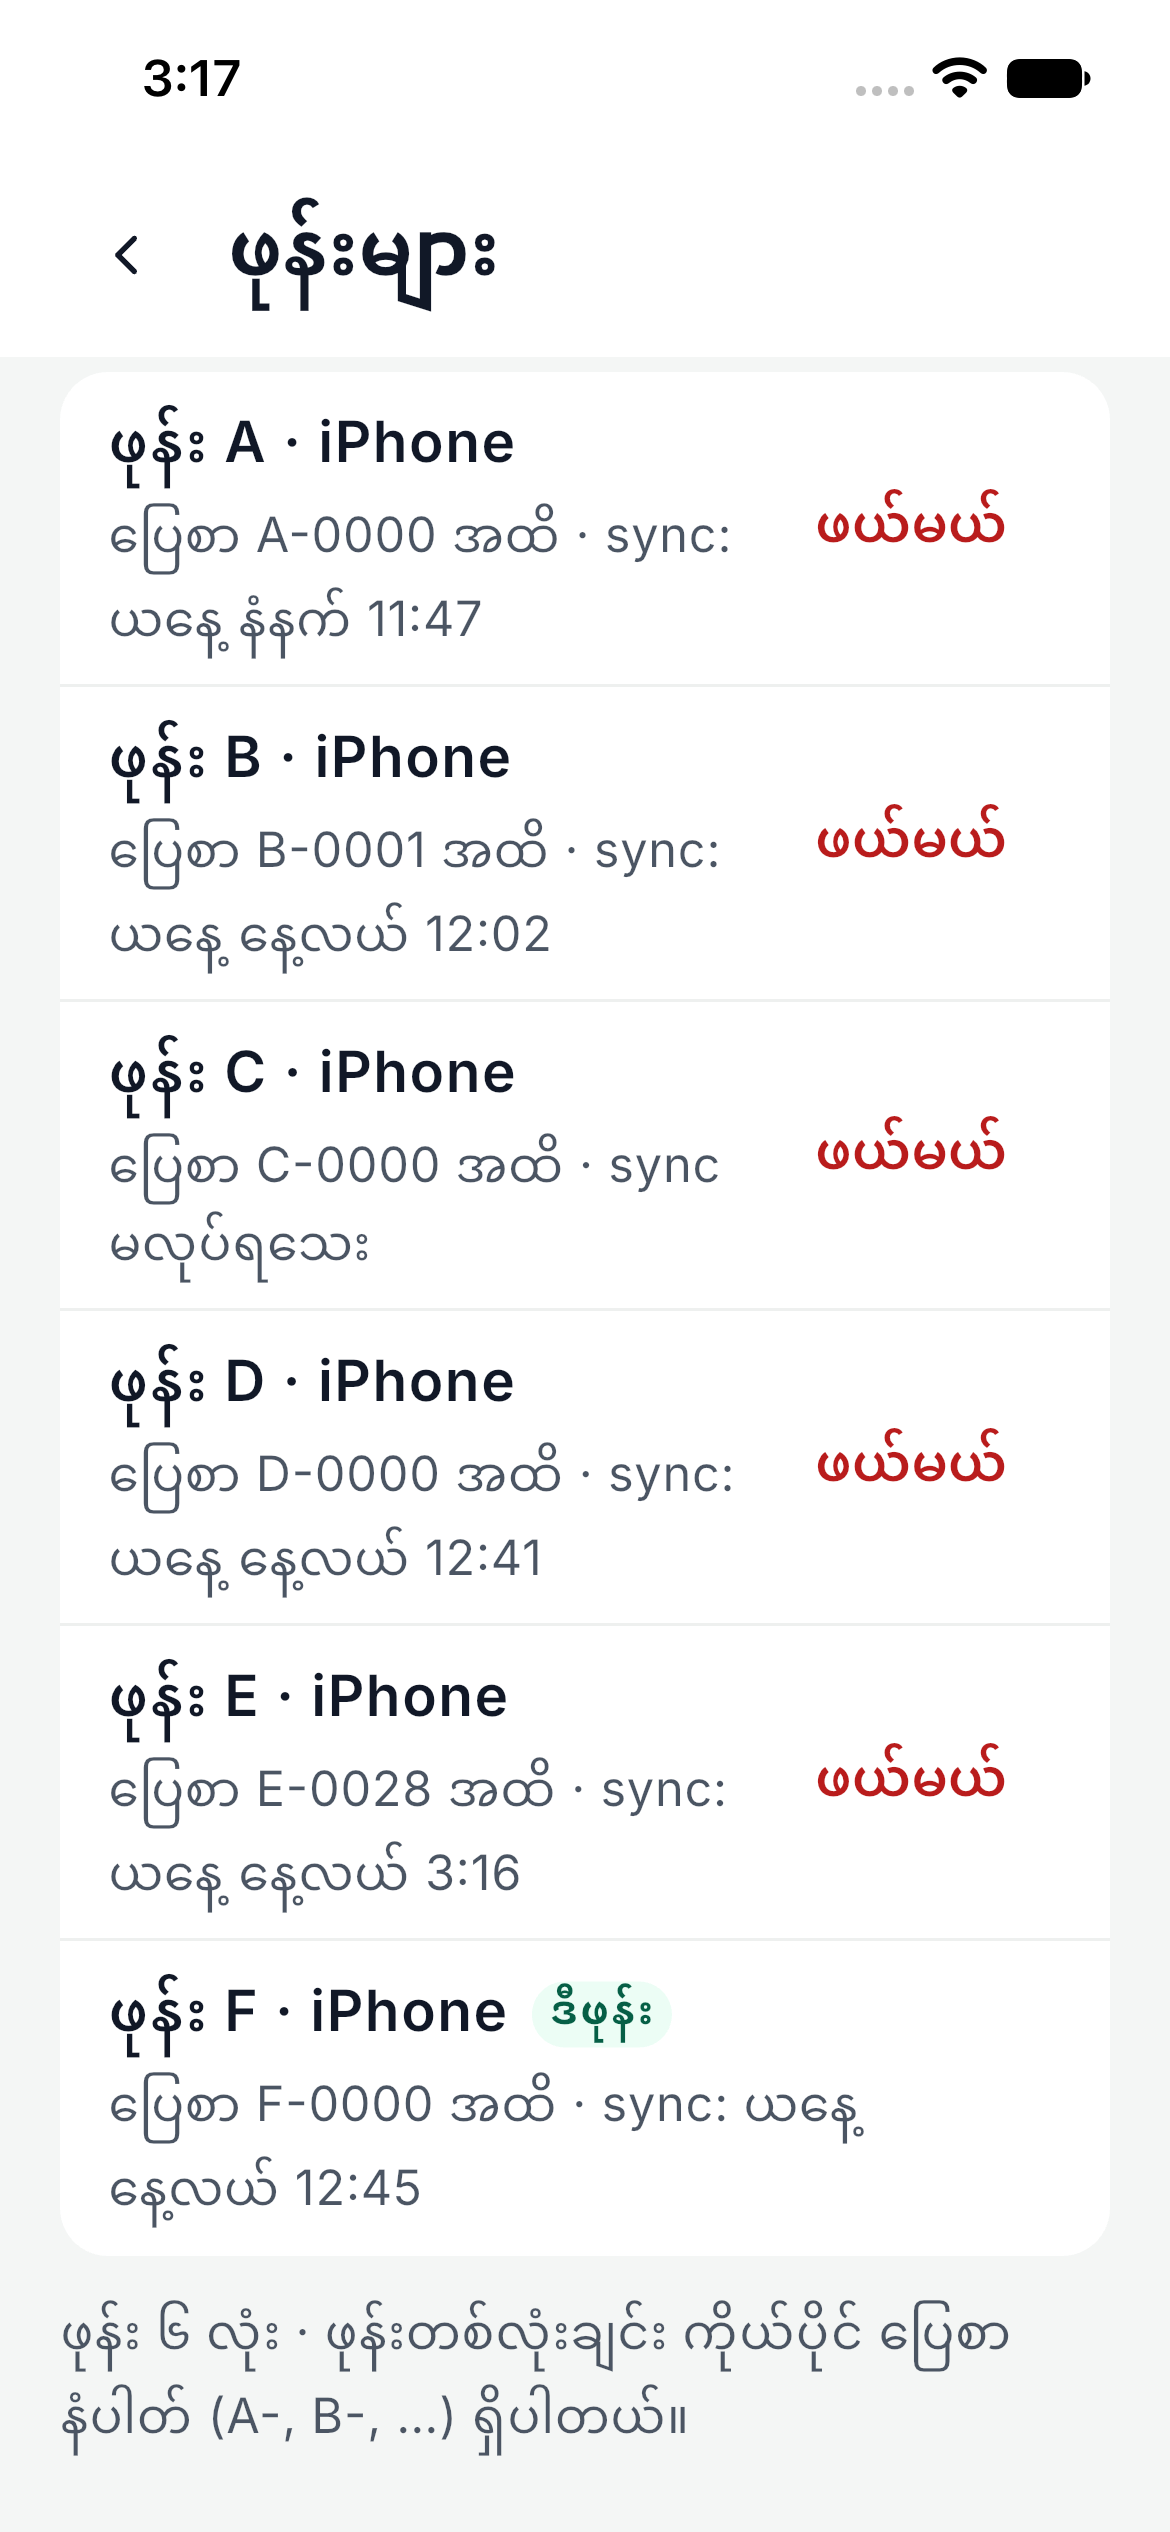 3:17
ဖုန်းများ
ဖုန်း A · iPhone
ပြေစာ A-0000 အထိ · sync:
ယနေ့ နံနက် 11:47
ဖယ်မယ်
ဖုန်း B · iPhone
ပြေစာ B-0001 အထိ · sync:
ယနေ့ နေ့လယ် 12:02
ဖယ်မယ်
ဖုန်း C · iPhone
ပြေစာ C-0000 အထိ · sync
မလုပ်ရသေး
ဖယ်မယ်
ဖုန်း D · iPhone
ပြေစာ D-0000 အထိ · sync:
ယနေ့ နေ့လယ် 12:41
ဖယ်မယ်
ဖုန်း E · iPhone
ပြေစာ E-0028 အထိ · sync:
ယနေ့ နေ့လယ် 3:16
ဖယ်မယ်
ဖုန်း F · iPhone ဒီဖုန်း
ပြေစာ F-0000 အထိ · sync: ယနေ့
နေ့လယ် 12:45
ဖုန်း ၆ လုံး · ဖုန်းတစ်လုံးချင်း ကိုယ်ပိုင် ပြေစာ
နံပါတ် (A-, B-, …) ရှိပါတယ်။